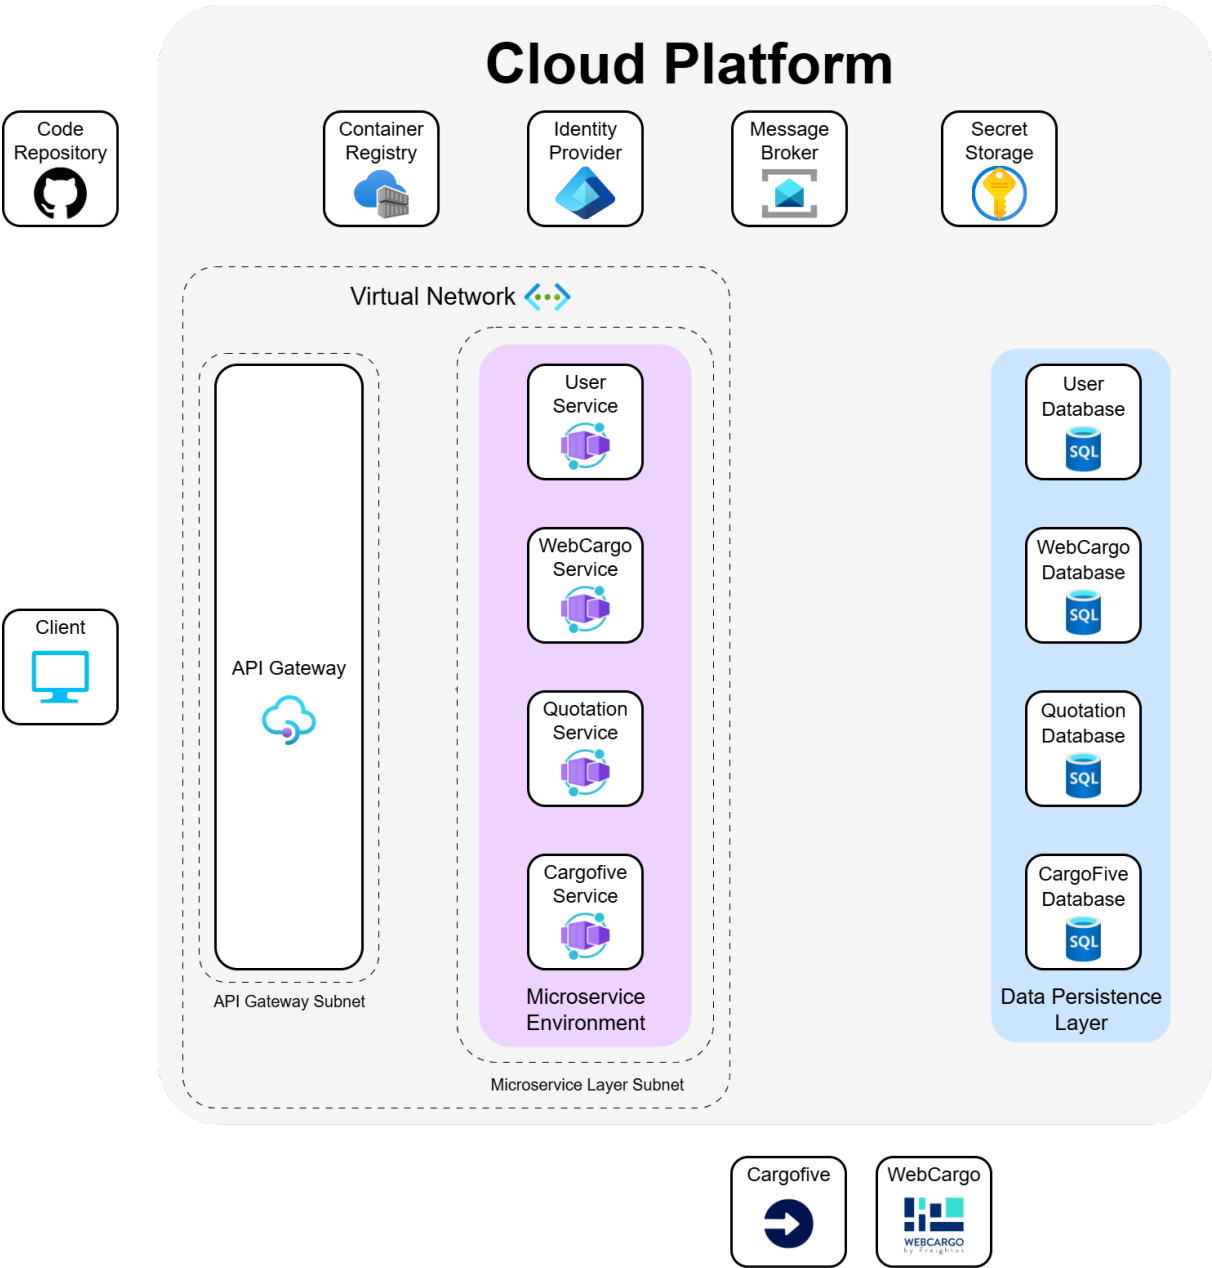 Cloud Platform
Code
Repository
Container
Registry
Identity
Provider
Message
Broker
Secret
Storage
Virtual Network
User
Service
User
Database
SQL
WebCargo
Service
WebCargo
Database
SQL
Client
API Gateway
Quotation
Service
Quotation
Database
SQL
Cargofive
Service
CargoFive
Database
SQL
API Gateway Subnet
Microservice
Environment
Data Persistence
Layer
Microservice Layer Subnet
Cargofive
WebCargo
WEBCARGO
by Freightos